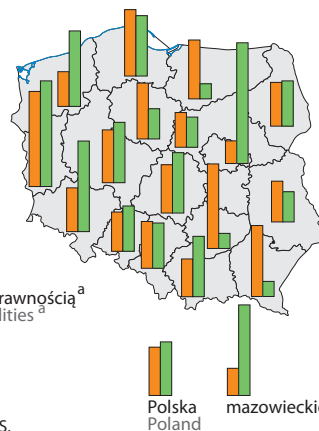 rawnością a
lities a
Polska mazowieckie
Poland
S.